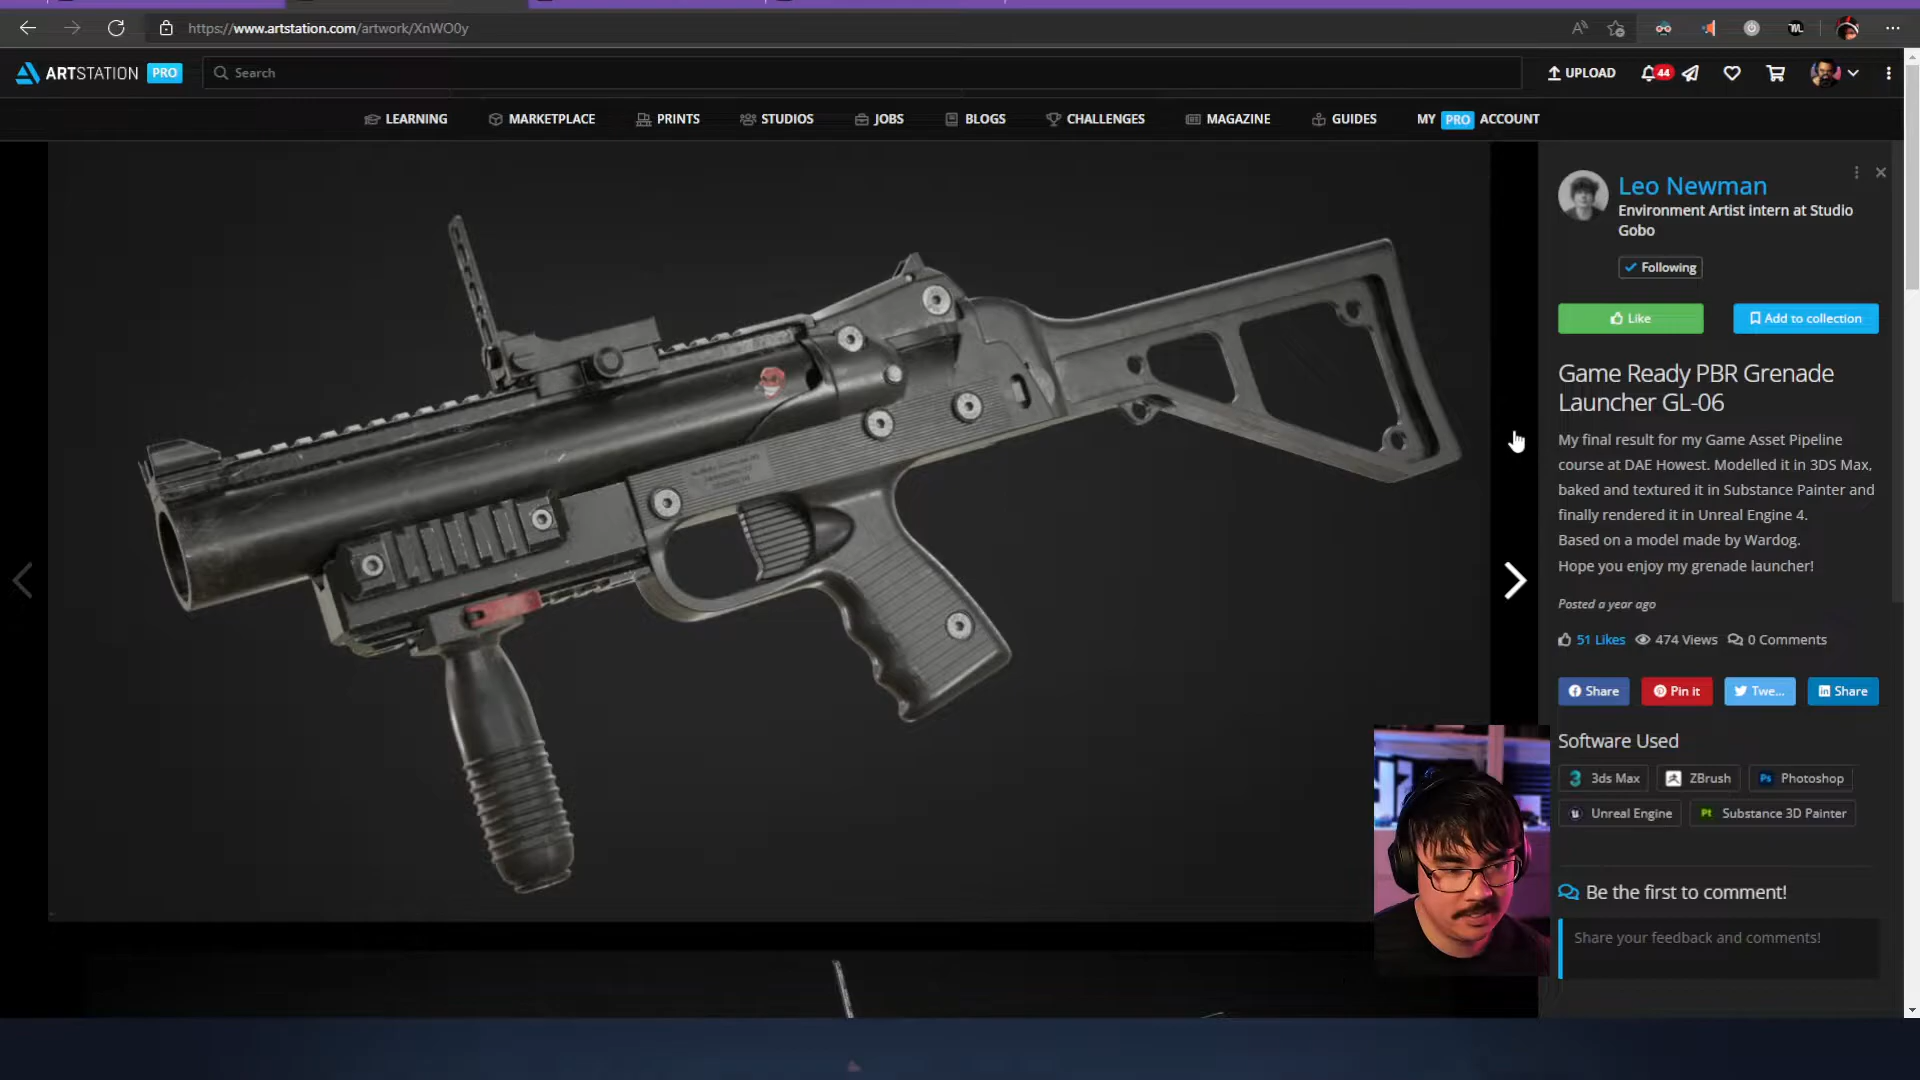 https://www.artstation.com/artwork/XnWO0y
ARTSTATION PRO
Search
UPLOAD
44
LEARNING
MARKETPLACE
PRINTS
STUDIOS
JOBS
BLOGS
CHALLENGES
MAGAZINE
GUIDES
MY PRO ACCOUNT
Leo Newman
Environment Artist intern at Studio
Gobo
Following
Like
Add to collection
Game Ready PBR Grenade
Launcher GL-06
My final result for my Game Asset Pipeline
course at DAE Howest. Modelled it in 3DS Max,
baked and textured it in Substance Painter and
finally rendered it in Unreal Engine 4.
Based on a model made by Wardog.
Hope you enjoy my grenade launcher!
Posted a year ago
51 Likes 474 Views 0 Comments
Share
Pin it
Twe...
Share
Software Used
3ds Max
ZBrush
Ps Photoshop
Unreal Engine
Pt Substance 3D Painter
Be the first to comment!
Share your feedback and comments!